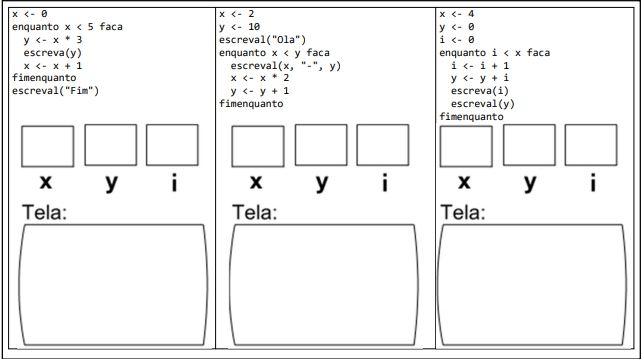 x <- 0
enquanto x < 5 faca
  y <- x * 3
  escreva(y)
  x <- x + 1
fimenquanto
escreval("Fim")
x y i
Tela:
x <- 2
y <- 10
escreval("Ola")
enquanto x < y faca
  escreval(x, "-", y)
  x <- x * 2
  y <- y + 1
fimenquanto
x y i
Tela:
x <- 4
y <- 0
i <- 0
enquanto i < x faca
  i <- i + 1
  y <- y + i
  escreva(i)
  escreval(y)
fimenquanto
x y i
Tela: